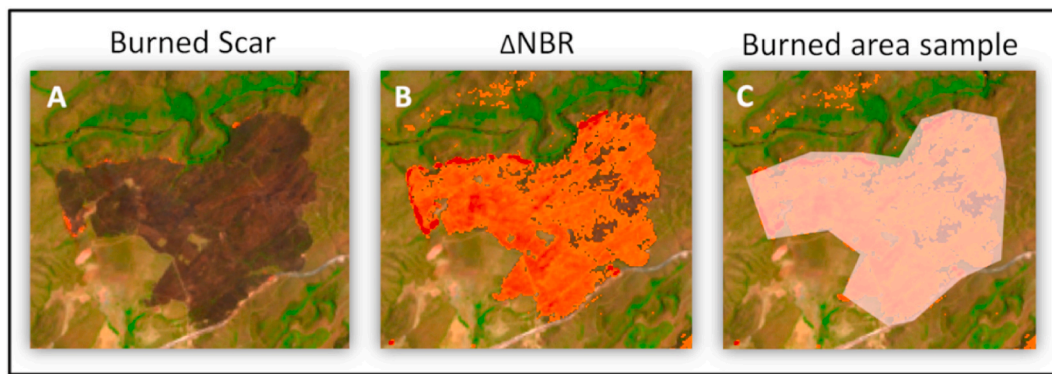 Burned Scar
ΔNBR
Burned area sample
A
B
C